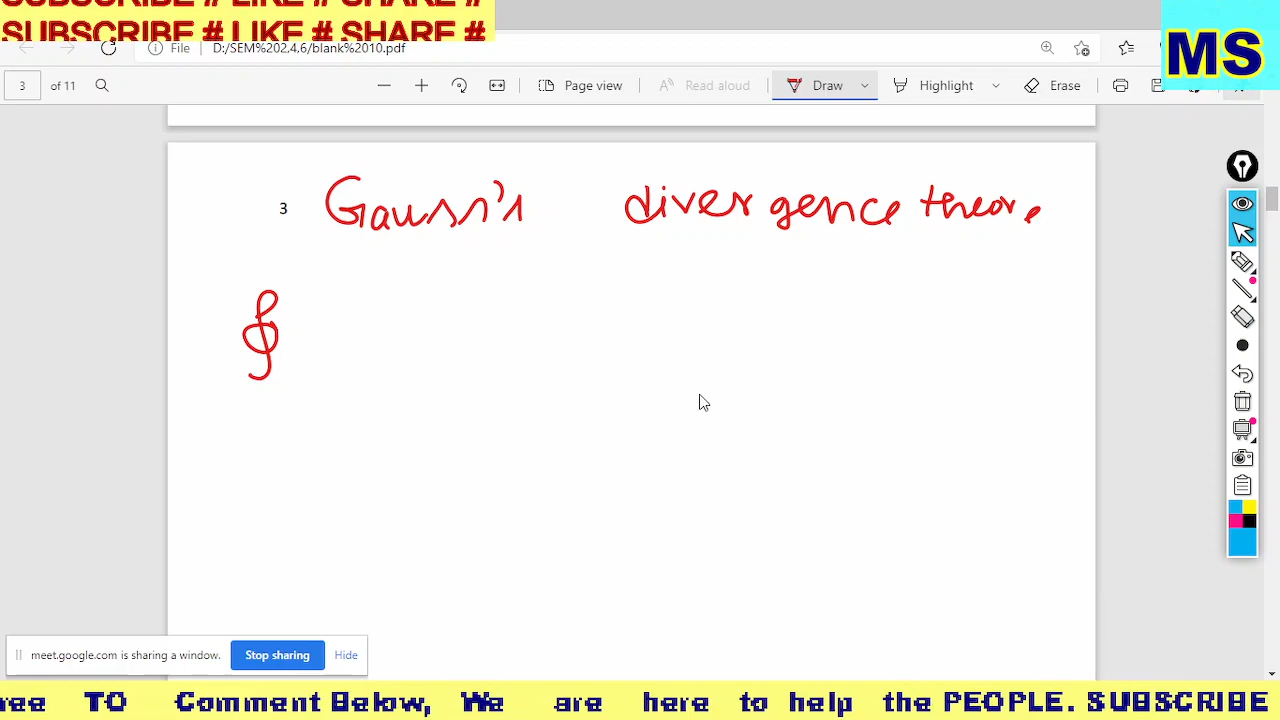 SUBSCRIBE # LIKE # SHARE #
SUBSCRIBE # LIKE # SHARE #
MS
File D:/SEM%202,4.6/blank%2010.pdf
3 of 11 Page view Read aloud Draw Highlight Erase
3 Gauss's divergence theore
∮
meet.google.com is sharing a window. Stop sharing Hide
ree TO Comment Below, We are here to help the PEOPLE. SUBSCRIBE